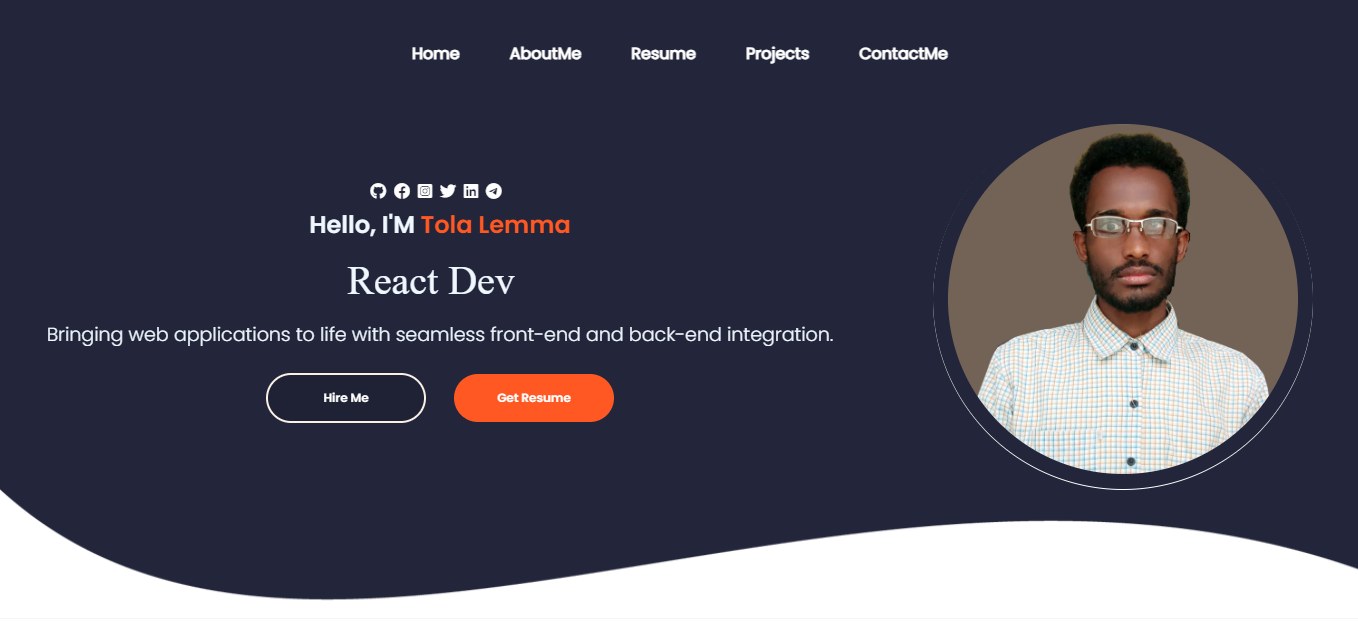 Home AboutMe Resume Projects ContactMe
Hello, I'M Tola Lemma
React Dev
Bringing web applications to life with seamless front-end and back-end integration.
Hire Me Get Resume